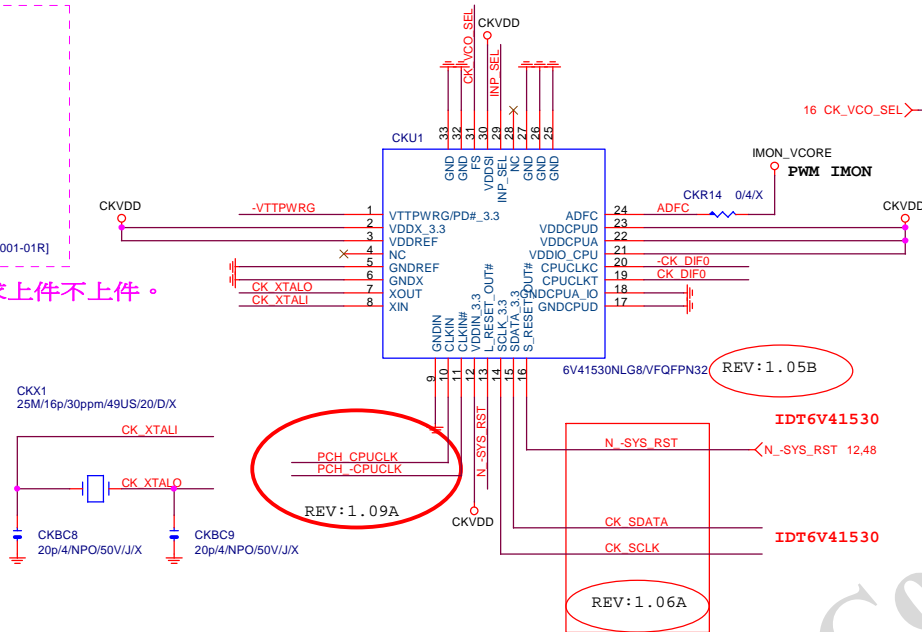 CK_VCO_SEL
CKVDD
INP_SEL
16 CK_VCO_SEL
33
32
31
30
29
28
27
26
25
CKU1
GND
GND
FS
VDDSI
INP_SEL
NC
GND
GND
GND
IMON_VCORE
PWM IMON
CKR14 0/4/X
CKVDD
CKVDD
001-01R]
上件不上件。
-VTTPWRG 1 VTTPWRG/PD#_3.3
2 VDDX_3.3
3 VDDREF
4 NC
5 GNDREF
6 GNDX
CK_XTALO 7 XOUT
CK_XTALI 8 XIN
ADFC 24 ADFC
VDDCPUD 23
VDDCPUA 22
VDDIO_CPU 21
CPUCLKC 20 -CK_DIF0
CPUCLKT 19 CK_DIF0
GNDCPUA_IO 18
GNDCPUD 17
GNDIN
CLKIN
CLKIN#
VDDIN_3.3
L_RESET_OUT#
SCLK_3.3
SDATA_3.3
S_RESET_OUT#
9
10
11
12
13
14
15
16
6V41530NLG8/VFQFPN32
REV:1.05B
CKX1
25M/16p/30ppm/49US/20/D/X
CK_XTALI
CK_XTALO
CKBC8
20p/4/NPO/50V/J/X
CKBC9
20p/4/NPO/50V/J/X
PCH_CPUCLK
PCH_-CPUCLK
REV:1.09A
N_-SYS_RST
CKVDD
IDT6V41530
N_-SYS_RST
N_-SYS_RST 12,48
CK_SDATA
CK_SCLK
IDT6V41530
REV:1.06A
Co